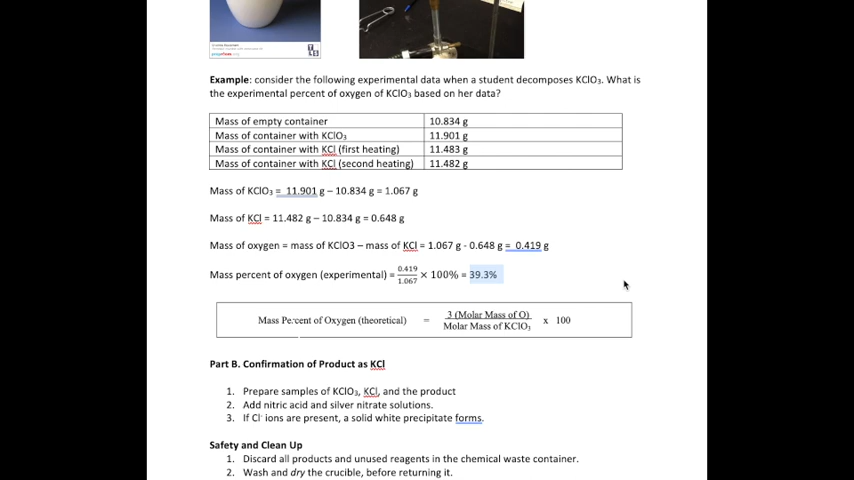 Example: consider the following experimental data when a student decomposes KClO₃. What is
the experimental percent of oxygen of KClO₃ based on her data?
Mass of empty container 10.834 g
Mass of container with KClO₃ 11.901 g
Mass of container with KCl (first heating) 11.483 g
Mass of container with KCl (second heating) 11.482 g
Mass of KClO₃ = 11.901 g – 10.834 g = 1.067 g
Mass of KCl = 11.482 g – 10.834 g = 0.648 g
Mass of oxygen = mass of KClO3 – mass of KCl = 1.067 g - 0.648 g = 0.419 g
Mass percent of oxygen (experimental) = 0.419/1.067 × 100% = 39.3%
Mass Percent of Oxygen (theoretical) = 3 (Molar Mass of O) / Molar Mass of KClO₃ x 100
Part B. Confirmation of Product as KCl
1. Prepare samples of KClO₃, KCl, and the product
2. Add nitric acid and silver nitrate solutions.
3. If Cl⁻ ions are present, a solid white precipitate forms.
Safety and Clean Up
1. Discard all products and unused reagents in the chemical waste container.
2. Wash and dry the crucible, before returning it.